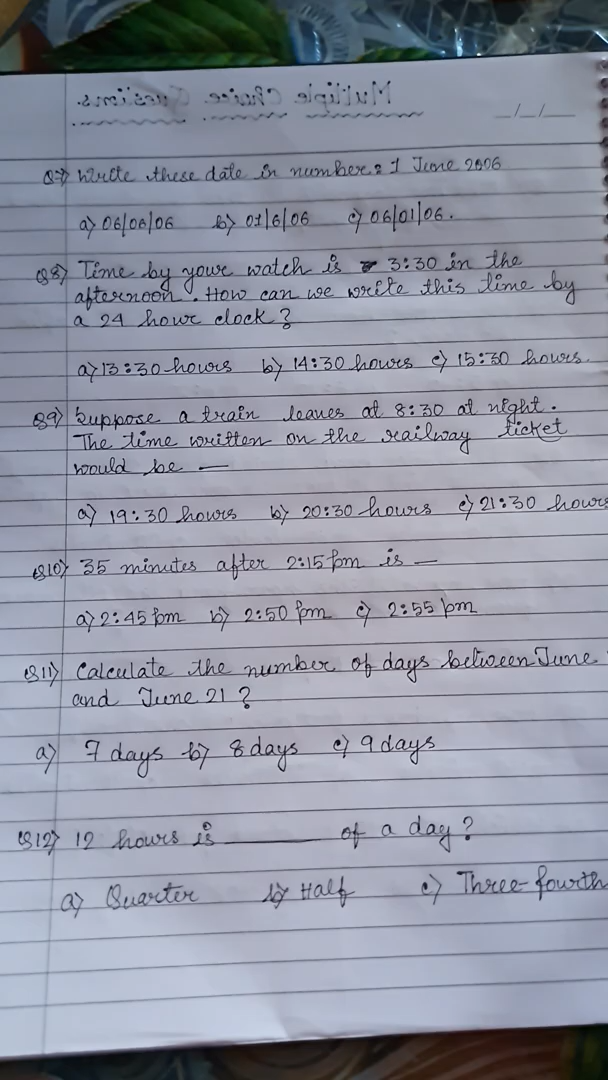 Multiple Choice Questions.
_/_/_
Q7) Write these date in number: 1 June 2006
a) 06/06/06 b) 01/6/06 c) 06/01/06.
Q8) Time by your watch is 3:30 in the
afternoon. How can we write this time by
a 24 hour clock?
a) 13:30 hours b) 14:30 hours c) 15:30 hours.
Q9) Suppose a train leaves at 8:30 at night.
The time written on the railway ticket
would be —
a) 19:30 hours b) 20:30 hours c) 21:30 hours
Q10) 35 minutes after 2:15 pm is —
a) 2:45 pm b) 2:50 pm c) 2:55 pm
Q11) Calculate the number of days between June
and June 21?
a) 7 days b) 8 days c) 9 days
Q12) 12 hours is ______ of a day?
a) Quarter b) Half c) Three-fourth